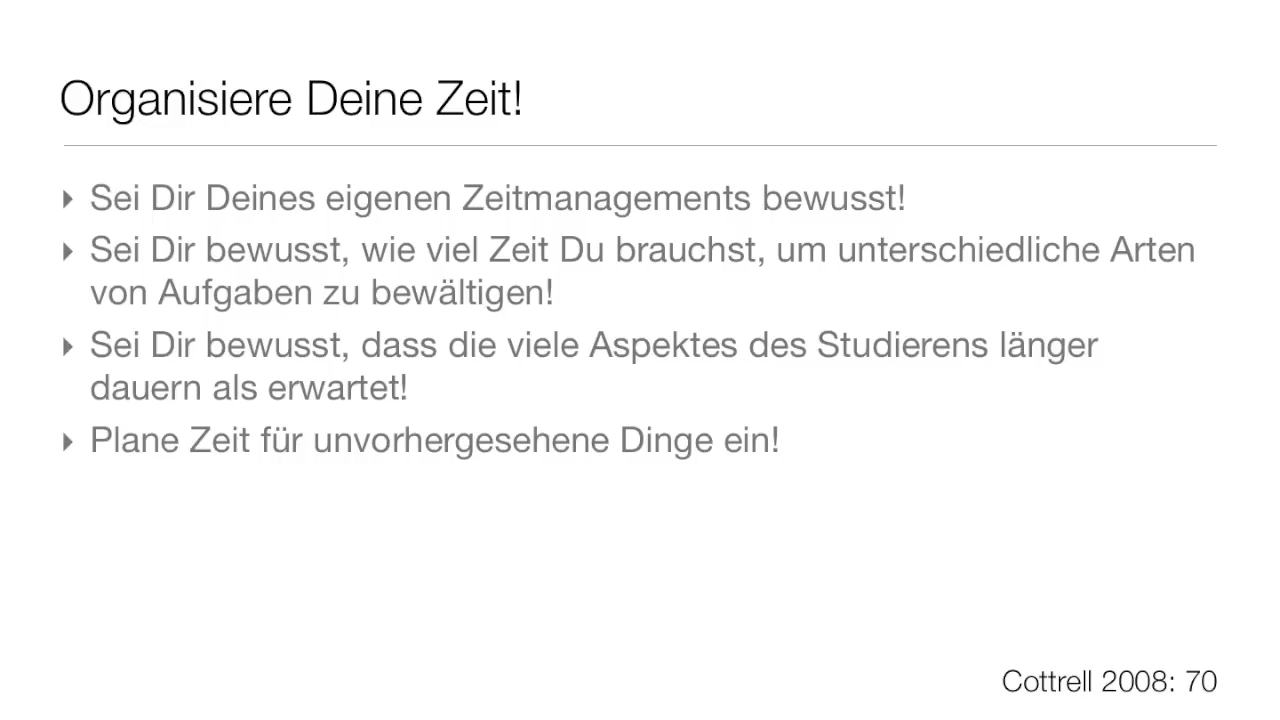 Organisiere Deine Zeit!
‣ Sei Dir Deines eigenen Zeitmanagements bewusst!
‣ Sei Dir bewusst, wie viel Zeit Du brauchst, um unterschiedliche Arten
von Aufgaben zu bewältigen!
‣ Sei Dir bewusst, dass die viele Aspektes des Studierens länger
dauern als erwartet!
‣ Plane Zeit für unvorhergesehene Dinge ein!
Cottrell 2008: 70